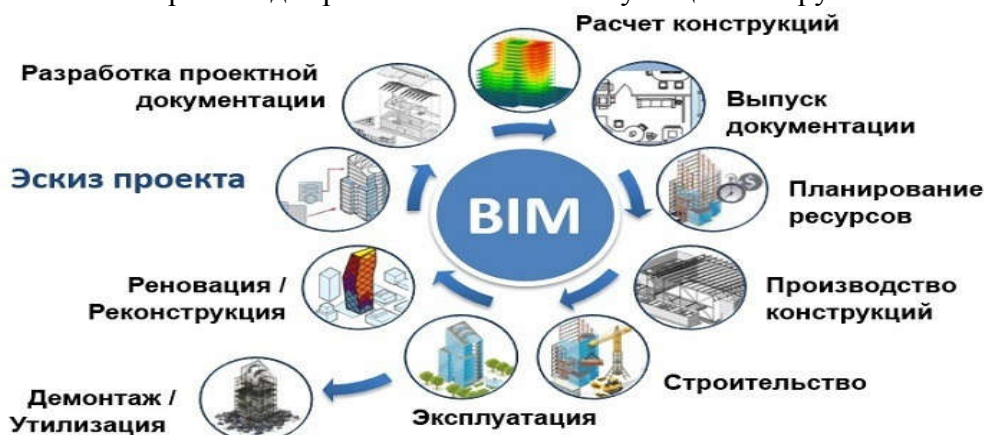 Расчет конструкций
Разработка проектной
документации
Выпуск
документации
Эскиз проекта
BIM
Планирование
ресурсов
Реновация /
Реконструкция
Производство
конструкций
Строительство
Демонтаж /
Утилизация
Эксплуатация